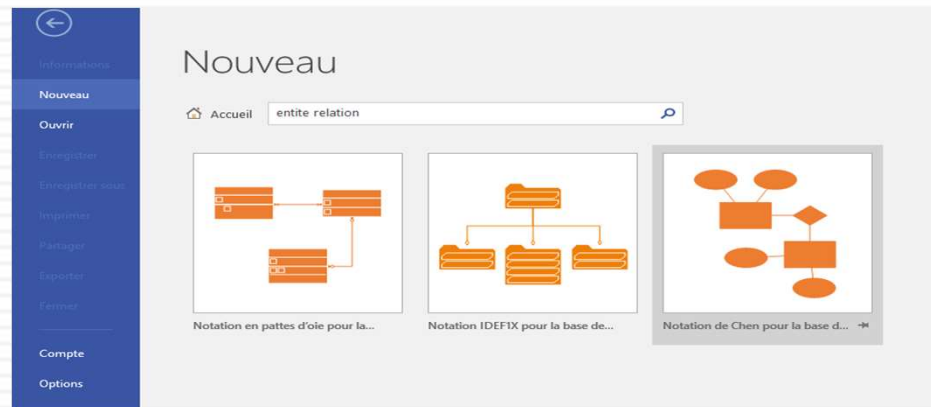 Informations
Nouveau
Ouvrir
Enregistrer
Enregistrer sous
Imprimer
Partager
Exporter
Fermer
Compte
Options
Nouveau
Accueil
entite relation
Notation en pattes d'oie pour la...
Notation IDEF1X pour la base de...
Notation de Chen pour la base d...